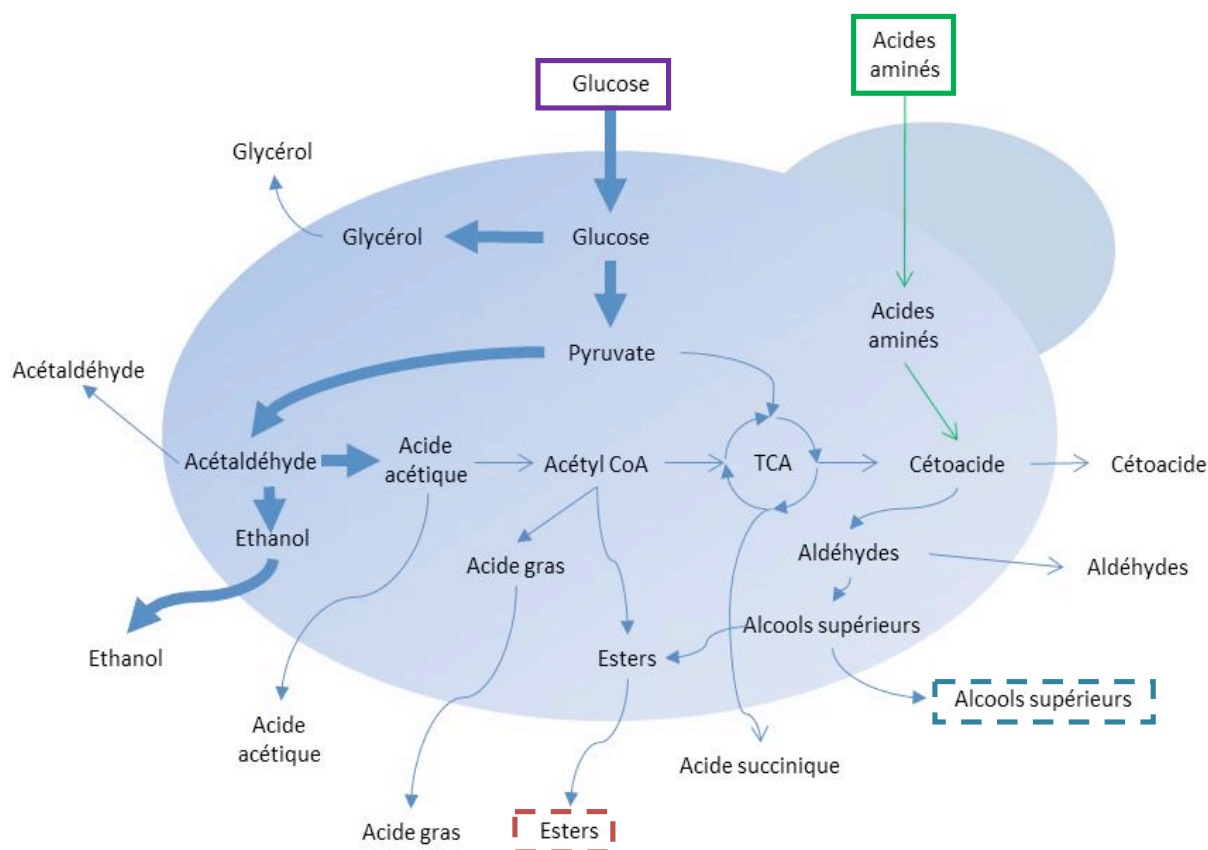 Acides
aminés
Glucose
Glycérol
Glycérol
Glucose
Acides
aminés
Pyruvate
Acétaldéhyde
Acétaldéhyde
Acide
acétique
Acétyl CoA
TCA
Cétoacide
Cétoacide
Ethanol
Acide gras
Aldéhydes
Aldéhydes
Alcools supérieurs
Ethanol
Esters
Alcools supérieurs
Acide
acétique
Acide succinique
Acide gras
Esters